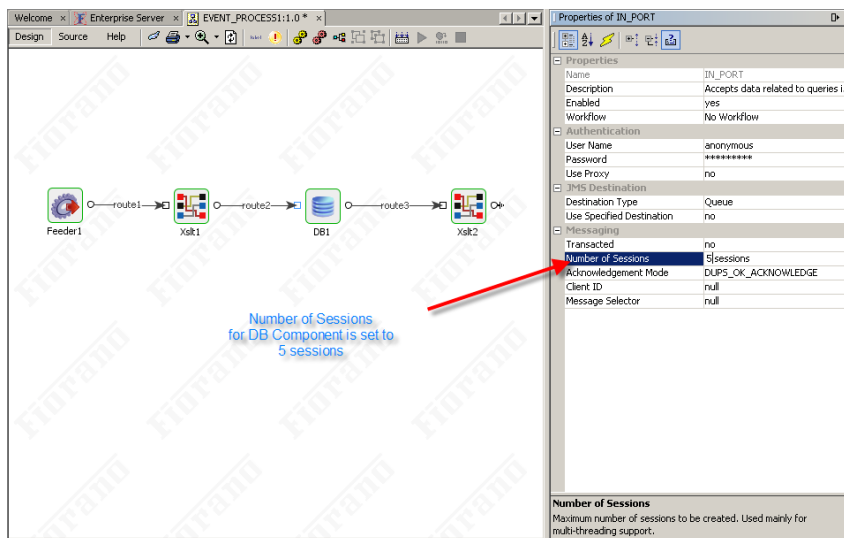 Welcome × Enterprise Server × EVENT_PROCESS1:1.0 * ×
Design Source Help
Feeder1
route1
Xslt1
route2
DB1
route3
Xslt2
Number of Sessions
for DB Component is set to
5 sessions
Properties of IN_PORT
Properties
Name IN_PORT
Description Accepts data related to queries i.
Enabled yes
Workflow No Workflow
Authentication
User Name anonymous
Password *********
Use Proxy no
JMS Destination
Destination Type Queue
Use Specified Destination no
Messaging
Transacted no
Number of Sessions 5 sessions
Acknowledgement Mode DUPS_OK_ACKNOWLEDGE
Client ID null
Message Selector null
Number of Sessions
Maximum number of sessions to be created. Used mainly for
multi-threading support.
Fiorano